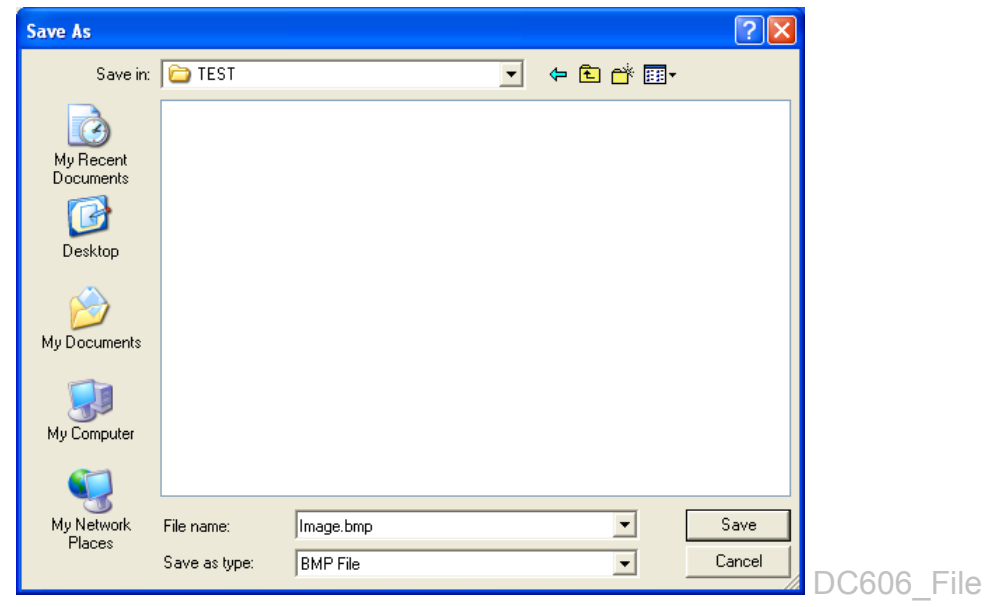 Save As
Save in: TEST
My Recent
Documents
Desktop
My Documents
My Computer
My Network
Places
File name: Image.bmp Save
Save as type: BMP File Cancel
DC606_File